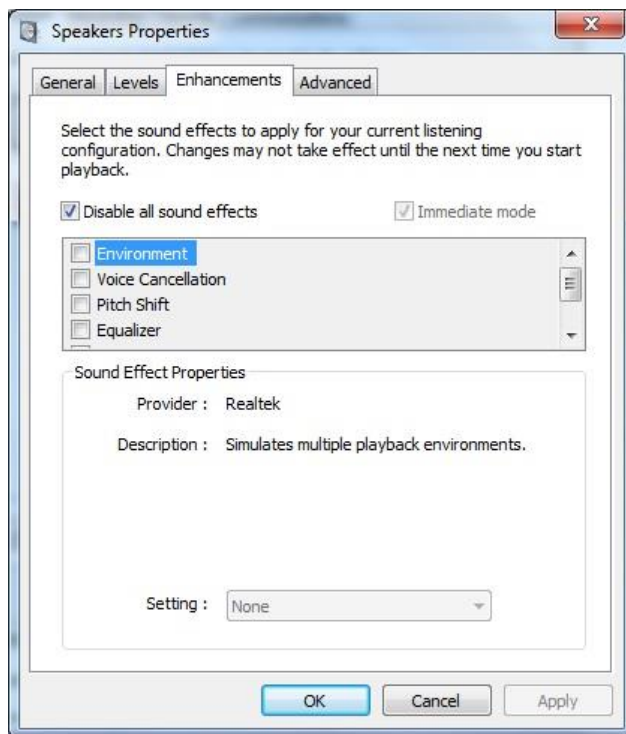 Speakers Properties
General Levels Enhancements Advanced
Select the sound effects to apply for your current listening
configuration. Changes may not take effect until the next time you start
playback.
Disable all sound effects Immediate mode
Environment
Voice Cancellation
Pitch Shift
Equalizer
Sound Effect Properties
Provider : Realtek
Description : Simulates multiple playback environments.
Setting : None
OK Cancel Apply